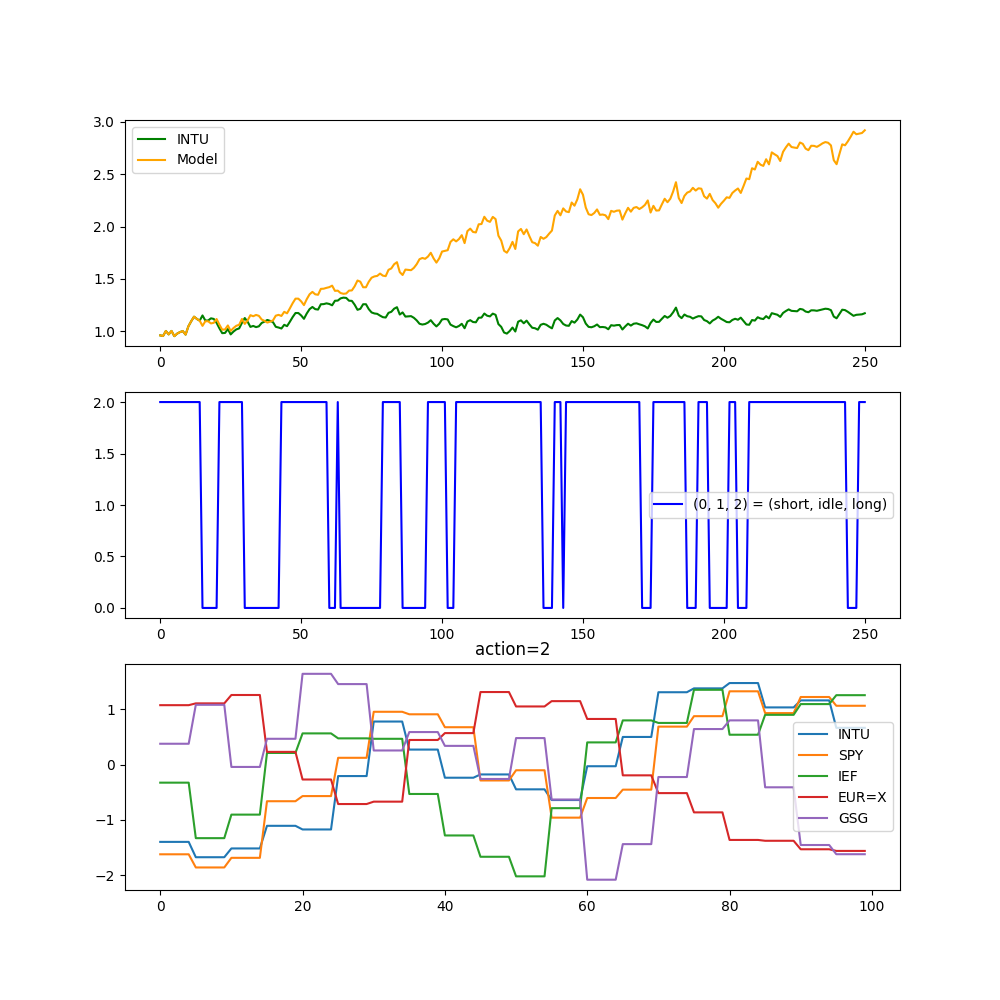 3.0
2.5
2.0
1.5
1.0
INTU
Model
0 50 100 150 200 250
2.0
1.5
1.0
0.5
0.0
(0, 1, 2) = (short, idle, long)
0 50 100 150 200 250
action=2
1
0
−1
−2
INTU
SPY
IEF
EUR=X
GSG
0 20 40 60 80 100